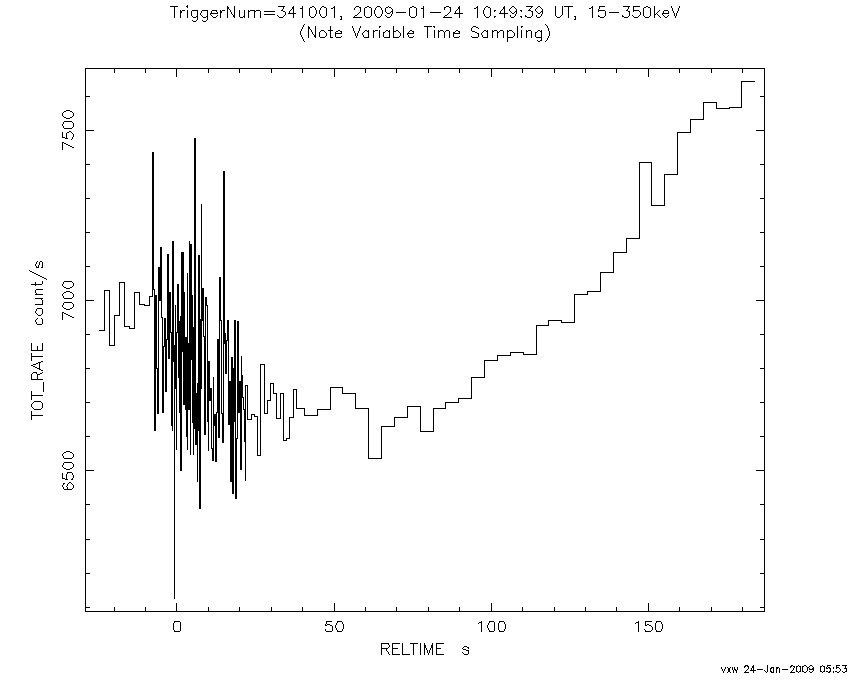 TriggerNum=341001, 2009-01-24 10:49:39 UT, 15-350keV
(Note Variable Time Sampling)
7500
7000
6500
TOT_RATE count/s
0 50 100 150
RELTIME s
vxw 24-Jan-2009 05:53